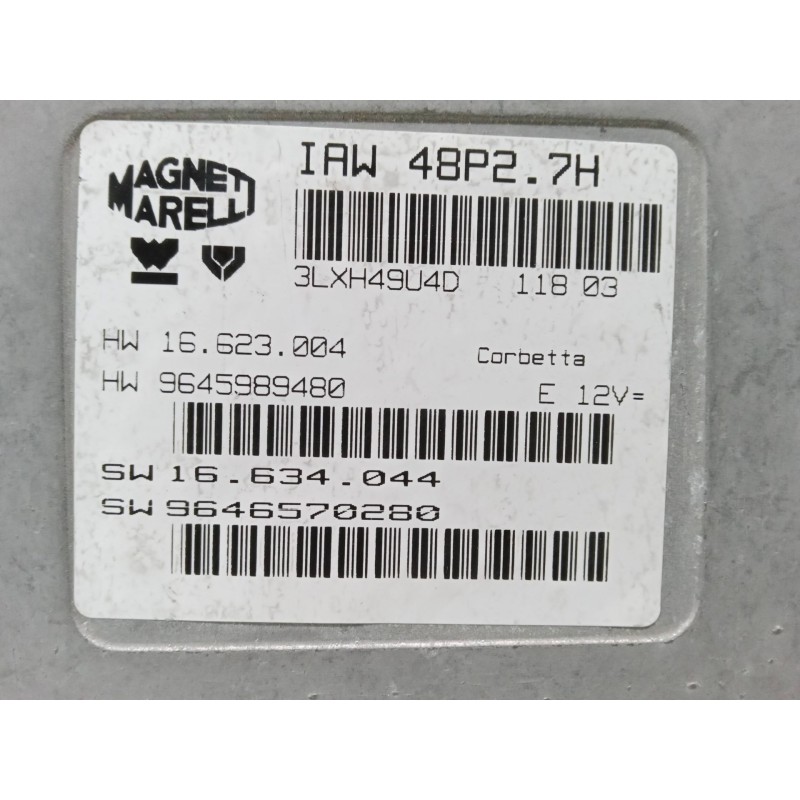 MAGNETI
MARELLI
IAW 48P2.7H
3LXH49U4D 118 03
HW 16.623.004
Corbetta
HW 9645989480
E 12V=
SW 16.634.044
SW 9646570280